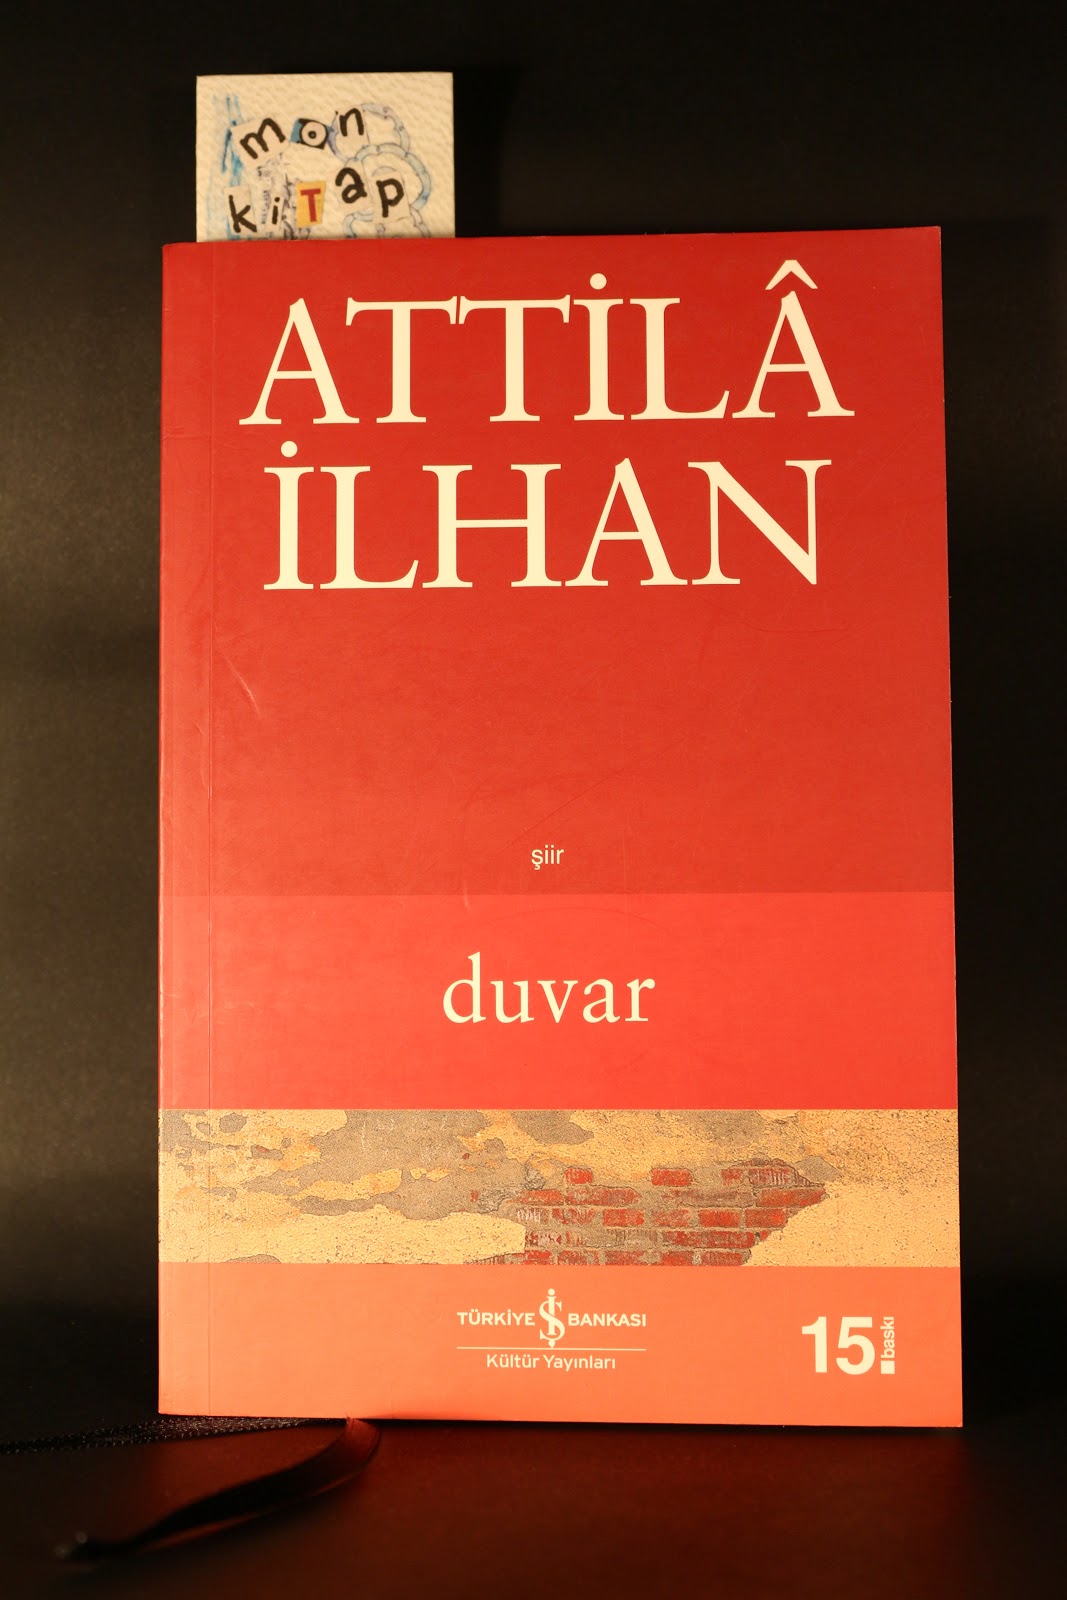 mon
kiTap
ATTİLÂ
İLHAN
şiir
duvar
TÜRKİYE İŞ BANKASI
Kültür Yayınları
15. baskı